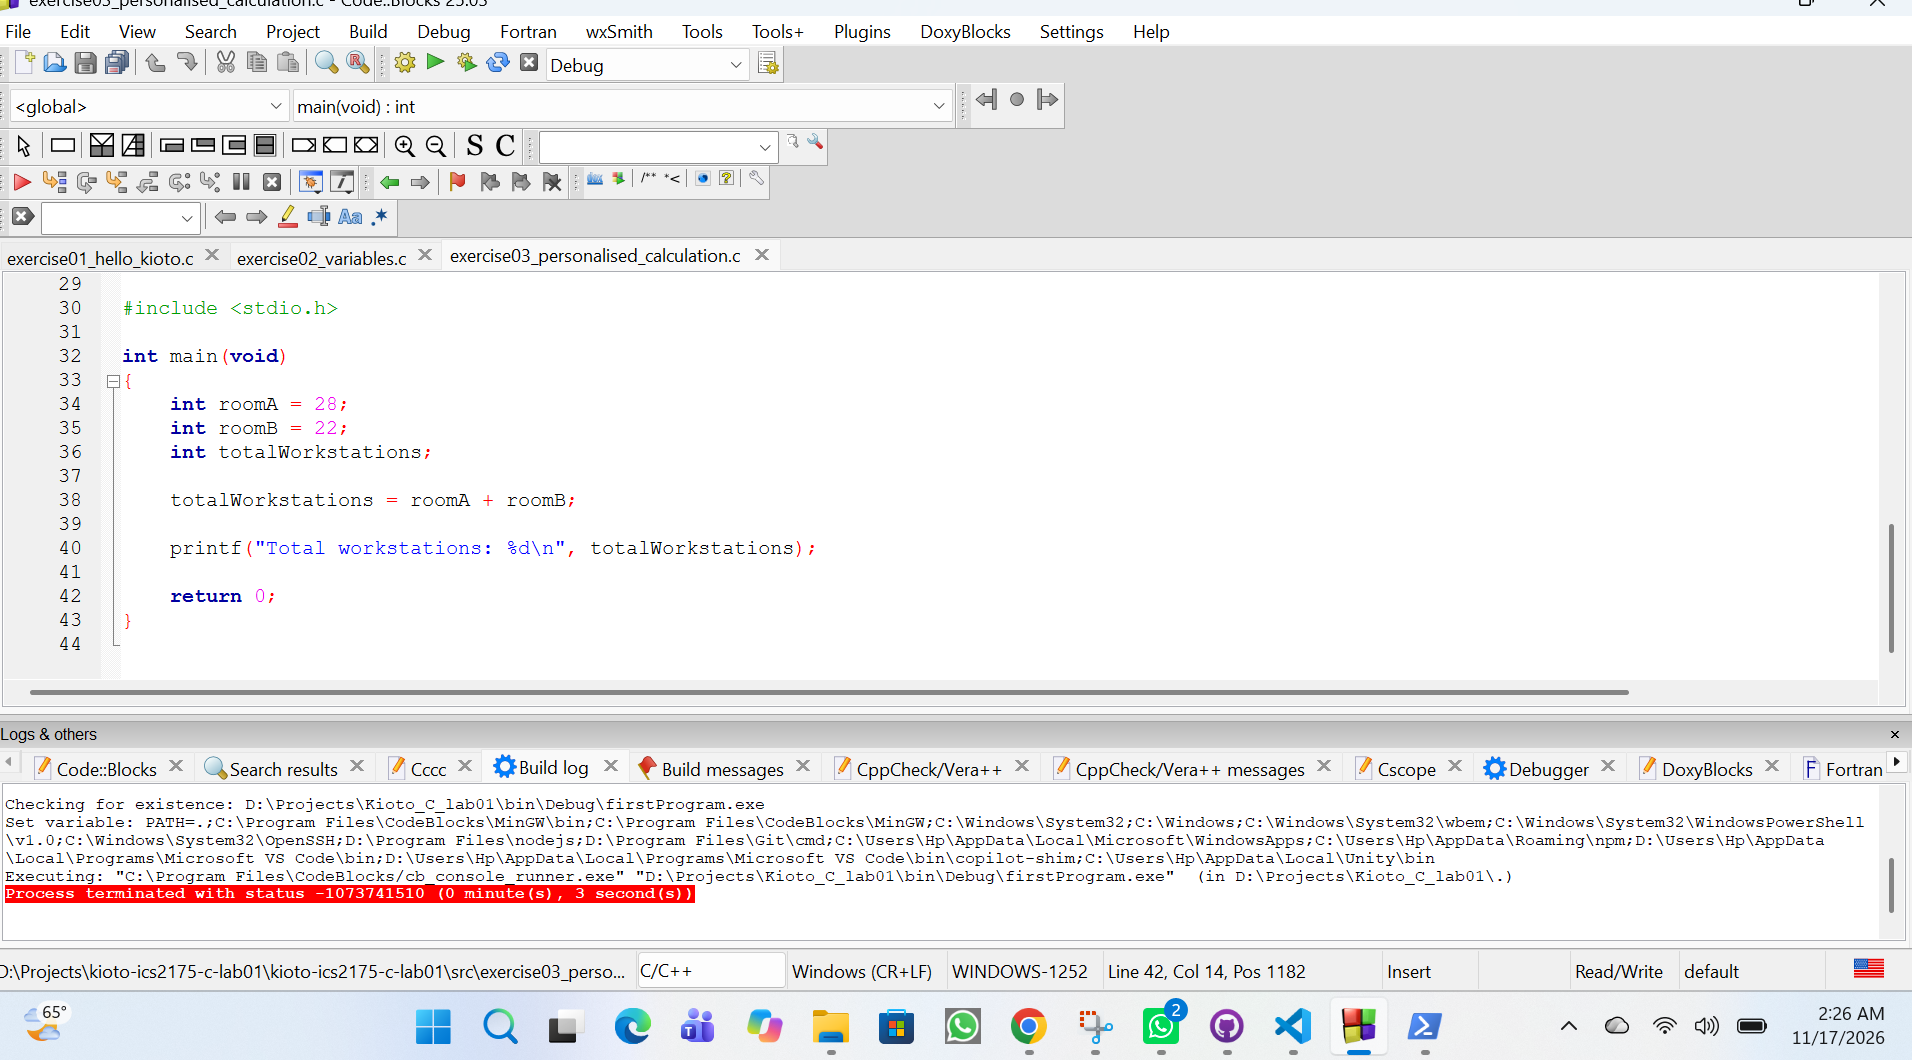 exercise03_personalised_calculation.c - Code::Blocks 25.03
File Edit View Search Project Build Debug Fortran wxSmith Tools Tools+ Plugins DoxyBlocks Settings Help
Debug
<global> main(void) : int
S C
/** *<
Aa .*
exercise01_hello_kioto.c exercise02_variables.c exercise03_personalised_calculation.c
29
30 #include <stdio.h>
31
32 int main(void)
33 {
34 int roomA = 28;
35 int roomB = 22;
36 int totalWorkstations;
37
38 totalWorkstations = roomA + roomB;
39
40 printf("Total workstations: %d\n", totalWorkstations);
41
42 return 0;
43 }
44
Logs & others
Code::Blocks Search results Cccc Build log Build messages CppCheck/Vera++ CppCheck/Vera++ messages Cscope Debugger DoxyBlocks Fortran
Checking for existence: D:\Projects\Kioto_C_lab01\bin\Debug\firstProgram.exe
Set variable: PATH=.;C:\Program Files\CodeBlocks\MinGW\bin;C:\Program Files\CodeBlocks\MinGW;C:\Windows\System32;C:\Windows;C:\Windows\System32\wbem;C:\Windows\System32\WindowsPowerShell
\v1.0;C:\Windows\System32\OpenSSH;D:\Program Files\nodejs;D:\Program Files\Git\cmd;C:\Users\Hp\AppData\Local\Microsoft\WindowsApps;C:\Users\Hp\AppData\Roaming\npm;D:\Users\Hp\AppData
\Local\Programs\Microsoft VS Code\bin;D:\Users\Hp\AppData\Local\Programs\Microsoft VS Code\bin\copilot-shim;C:\Users\Hp\AppData\Local\Unity\bin
Executing: "C:\Program Files\CodeBlocks/cb_console_runner.exe" "D:\Projects\Kioto_C_lab01\bin\Debug\firstProgram.exe" (in D:\Projects\Kioto_C_lab01\.)
Process terminated with status -1073741510 (0 minute(s), 3 second(s))
D:\Projects\kioto-ics2175-c-lab01\kioto-ics2175-c-lab01\src\exercise03_perso... C/C++ Windows (CR+LF) WINDOWS-1252 Line 42, Col 14, Pos 1182 Insert Read/Write default
65°
2
2:26 AM
11/17/2026